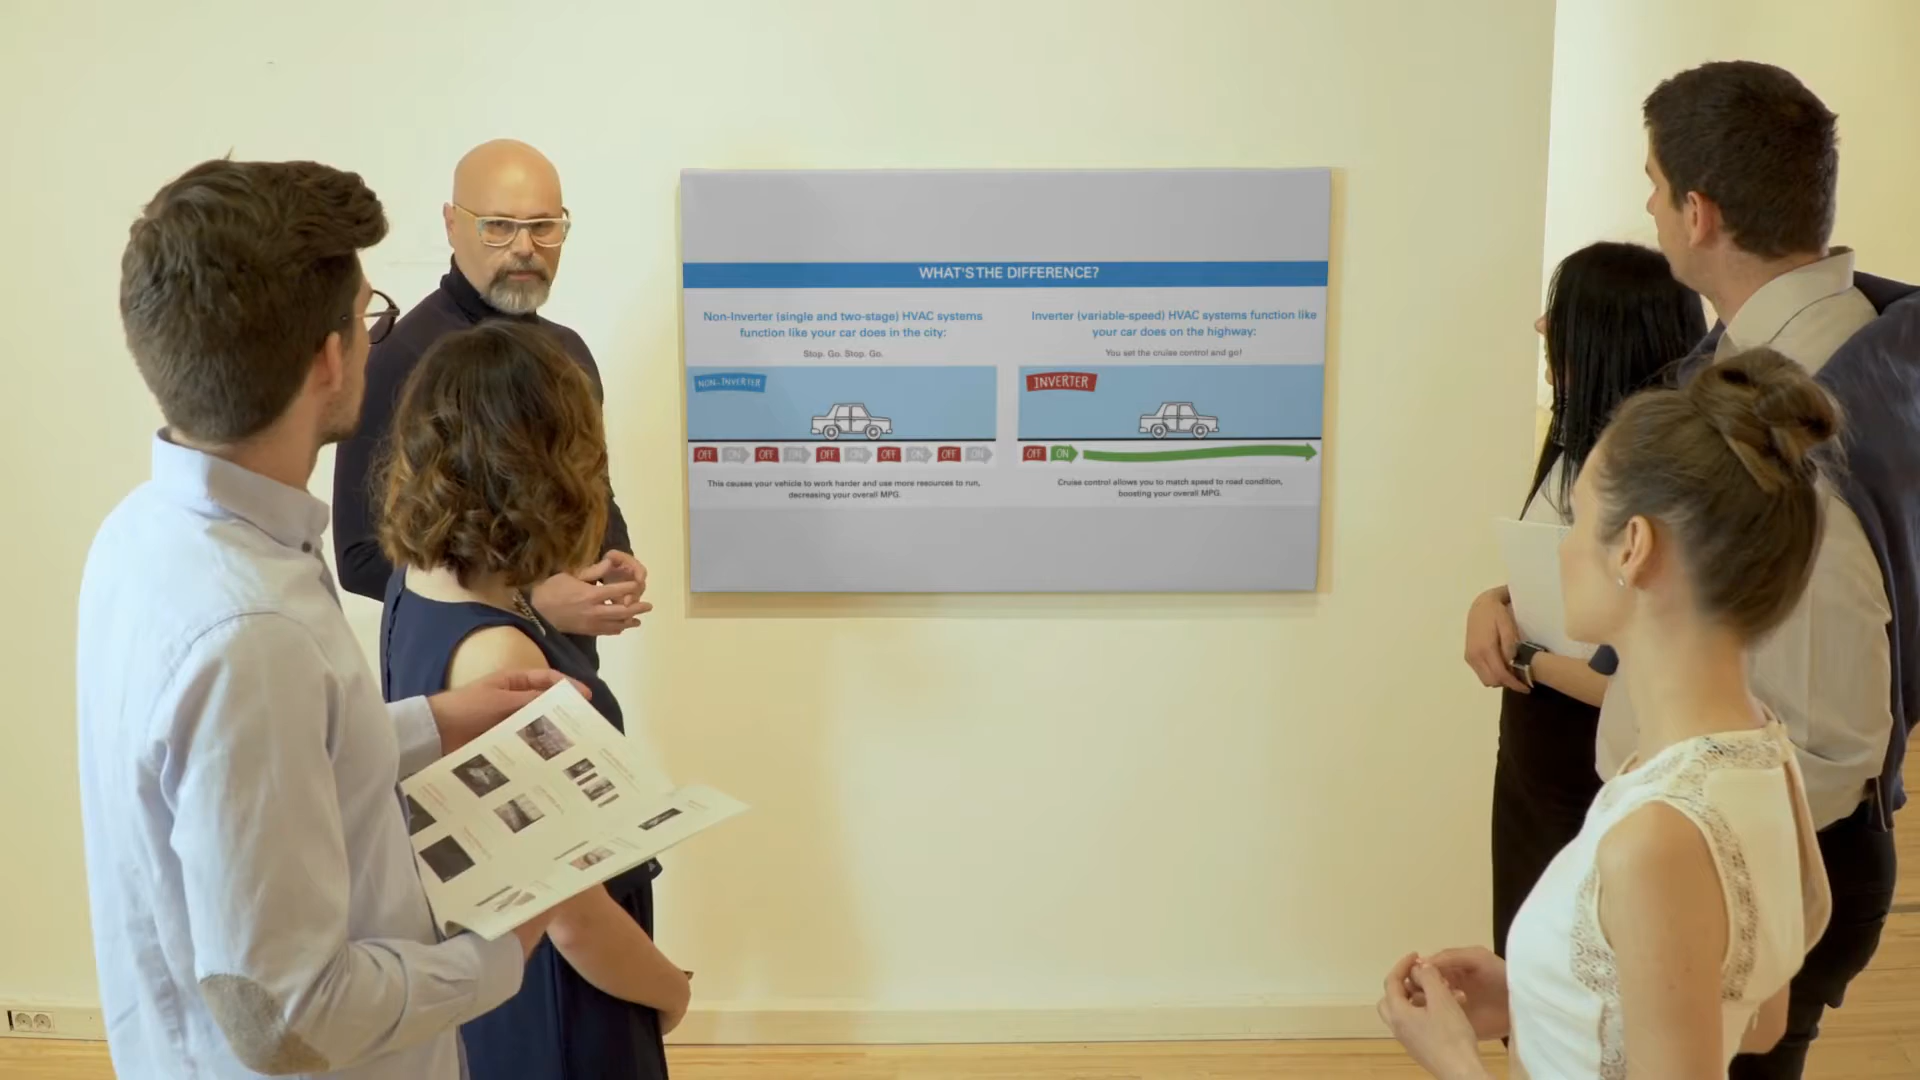 WHAT'S THE DIFFERENCE?
Non-Inverter (single and two-stage) HVAC systems
function like your car does in the city:
Stop. Go. Stop. Go.
NON-INVERTER
OFF ON OFF ON OFF ON OFF ON OFF ON
This causes your vehicle to work harder and use more resources to run,
decreasing your overall MPG.
Inverter (variable-speed) HVAC systems function like
your car does on the highway:
You set the cruise control and go!
INVERTER
OFF ON
Cruise control allows you to match speed to road condition,
boosting your overall MPG.